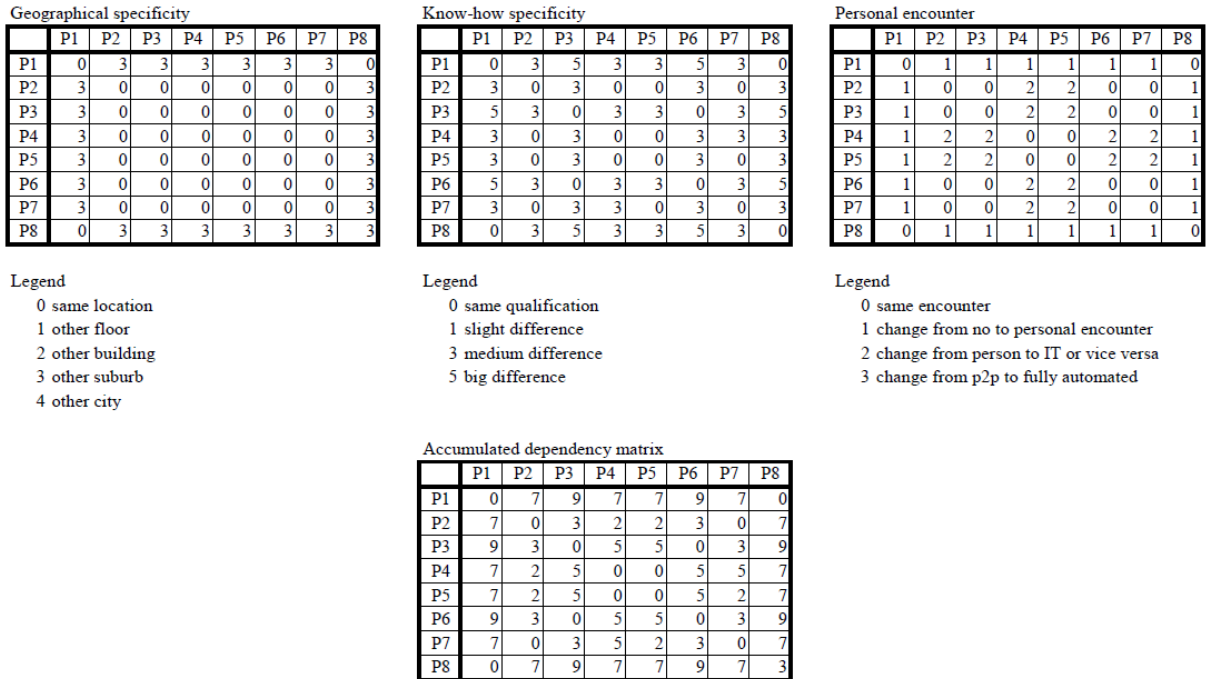 Geographical specificity
P1 P2 P3 P4 P5 P6 P7 P8
P1 0 3 3 3 3 3 3 0
P2 3 0 0 0 0 0 0 3
P3 3 0 0 0 0 0 0 3
P4 3 0 0 0 0 0 0 3
P5 3 0 0 0 0 0 0 3
P6 3 0 0 0 0 0 0 3
P7 3 0 0 0 0 0 0 3
P8 0 3 3 3 3 3 3 3
Legend
0 same location
1 other floor
2 other building
3 other suburb
4 other city
Know-how specificity
P1 P2 P3 P4 P5 P6 P7 P8
P1 0 3 5 3 3 5 3 0
P2 3 0 3 0 0 3 0 3
P3 5 3 0 3 3 0 3 5
P4 3 0 3 0 0 3 3 3
P5 3 0 3 0 0 3 0 3
P6 5 3 0 3 3 0 3 5
P7 3 0 3 3 0 3 0 3
P8 0 3 5 3 3 5 3 0
Legend
0 same qualification
1 slight difference
3 medium difference
5 big difference
Personal encounter
P1 P2 P3 P4 P5 P6 P7 P8
P1 0 1 1 1 1 1 1 0
P2 1 0 0 2 2 0 0 1
P3 1 0 0 2 2 0 0 1
P4 1 2 2 0 0 2 2 1
P5 1 2 2 0 0 2 2 1
P6 1 0 0 2 2 0 0 1
P7 1 0 0 2 2 0 0 1
P8 0 1 1 1 1 1 1 0
Legend
0 same encounter
1 change from no to personal encounter
2 change from person to IT or vice versa
3 change from p2p to fully automated
Accumulated dependency matrix
P1 P2 P3 P4 P5 P6 P7 P8
P1 0 7 9 7 7 9 7 0
P2 7 0 3 2 2 3 0 7
P3 9 3 0 5 5 0 3 9
P4 7 2 5 0 0 5 5 7
P5 7 2 5 0 0 5 2 7
P6 9 3 0 5 5 0 3 9
P7 7 0 3 5 2 3 0 7
P8 0 7 9 7 7 9 7 3